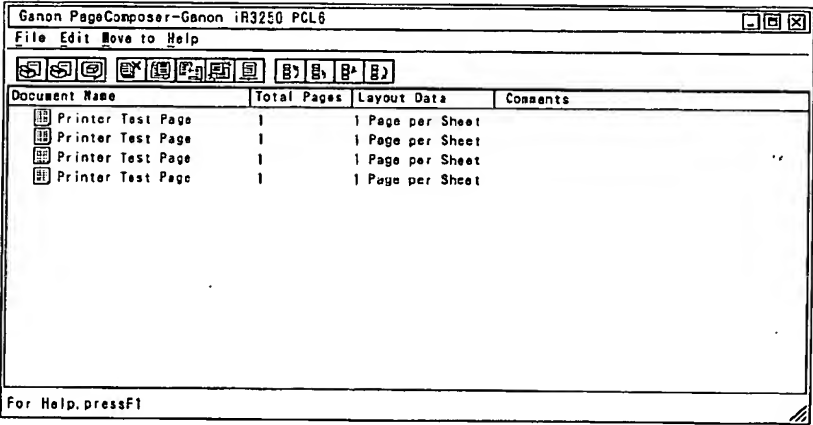 Ganon PageComposer-Ganon iR3250 PCL6
File Edit Move to Help
Document Name Total Pages Layout Data Comments
Printer Test Page 1 1 Page per Sheet
Printer Test Page 1 1 Page per Sheet
Printer Test Page 1 1 Page per Sheet
Printer Test Page 1 1 Page per Sheet
For Help.pressF1